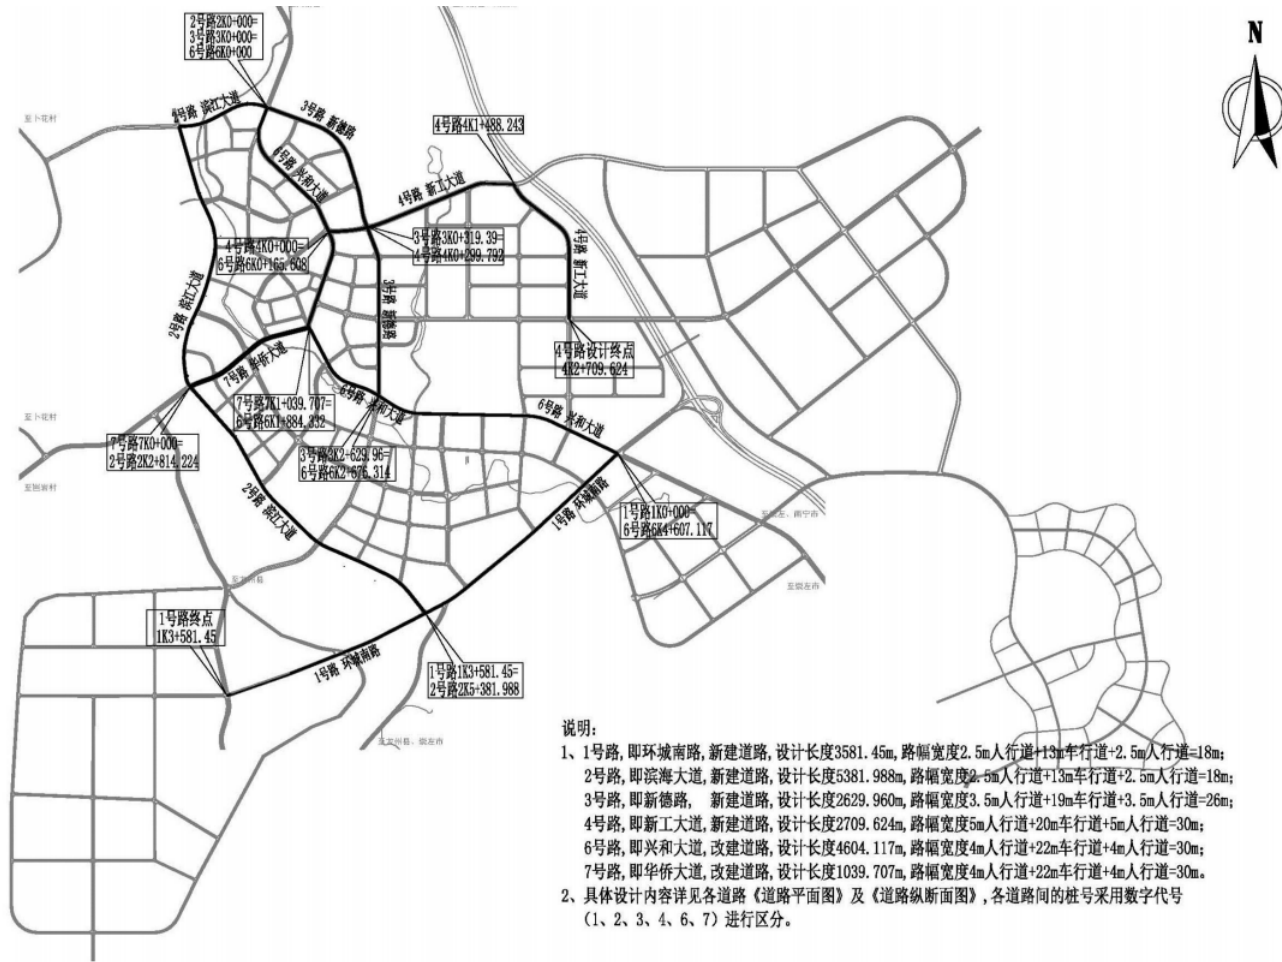 2号路2K0+000=
3号路3K0+000=
6号路6K0+000
N
2号路 滨江大道
3号路 新德路
至卜花村
4号路4K1+488.243
6号路 兴和大道
4号路 新工大道
4号路4K0+000=
6号路6K0+165.608
3号路3K0+319.39=
4号路4K0+299.792
4号路 新工大道
2号路 滨江大道
3号路 新德路
7号路 华侨大道
4号路设计终点
4K2+709.624
7号路7K1+039.707=
6号路6K1+884.332
6号路 兴和大道
6号路 兴和大道
至卜花村
7号路7K0+000=
2号路2K2+814.224
3号路3K2+629.96=
6号路6K2+676.314
2号路 滨江大道
1号路 环城南路
1号路1K0+000=
6号路6K4+607.117
至崇左、南宁市
至龙州县
至崇左市
1号路终点
1K3+581.45
1号路 环城南路
1号路1K3+581.45=
2号路2K5+381.988
至龙州县、崇左市
说明:
1、1号路,即环城南路,新建道路,设计长度3581.45m,路幅宽度2.5m人行道+13m车行道+2.5m人行道=18m;
2号路,即滨海大道,新建道路,设计长度5381.988m,路幅宽度2.5m人行道+13m车行道+2.5m人行道=18m;
3号路,即新德路, 新建道路,设计长度2629.960m,路幅宽度3.5m人行道+19m车行道+3.5m人行道=26m;
4号路,即新工大道,新建道路,设计长度2709.624m,路幅宽度5m人行道+20m车行道+5m人行道=30m;
6号路,即兴和大道,改建道路,设计长度4604.117m,路幅宽度4m人行道+22m车行道+4m人行道=30m;
7号路,即华侨大道,改建道路,设计长度1039.707m,路幅宽度4m人行道+22m车行道+4m人行道=30m。
2、具体设计内容详见各道路《道路平面图》及《道路纵断面图》,各道路间的桩号采用数字代号
(1、2、3、4、6、7)进行区分。